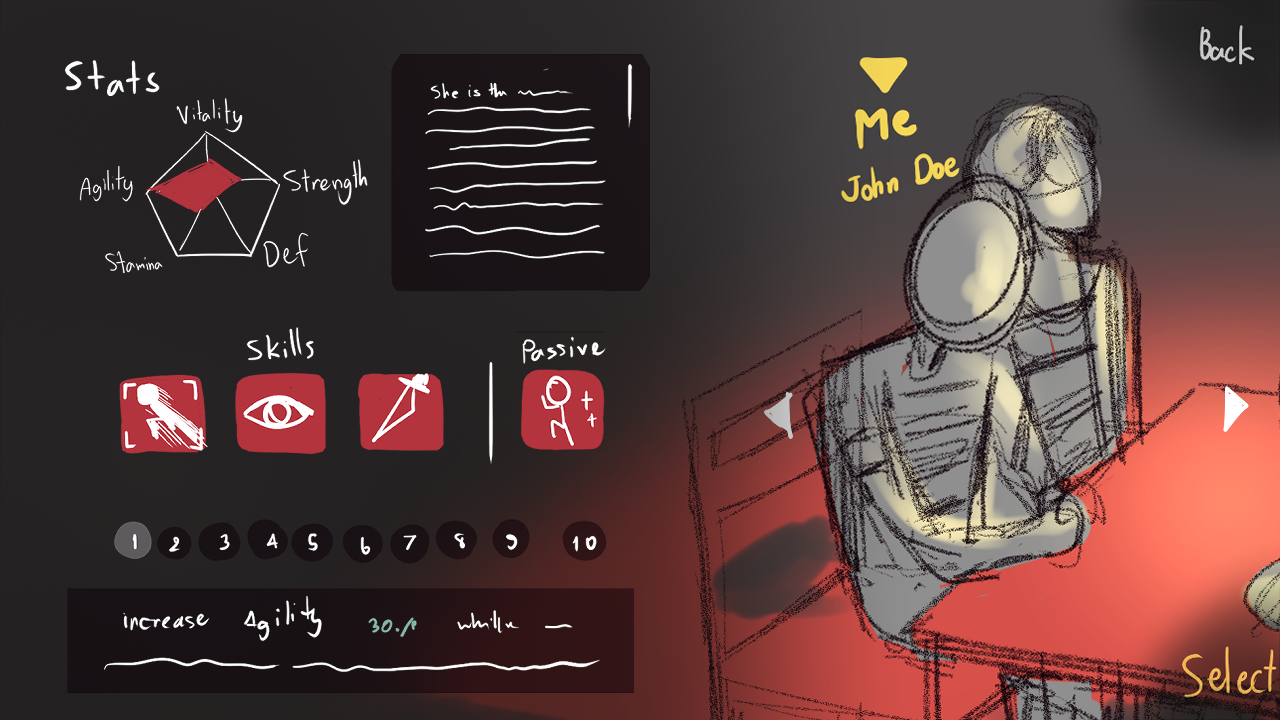 Stats
Vitality
Agility
Strength
Stamina
Def
She is the
Skills
Passive
1 2 3 4 5 6 7 8 9 10
increase Agility 30%
Me
John Doe
Back
Select